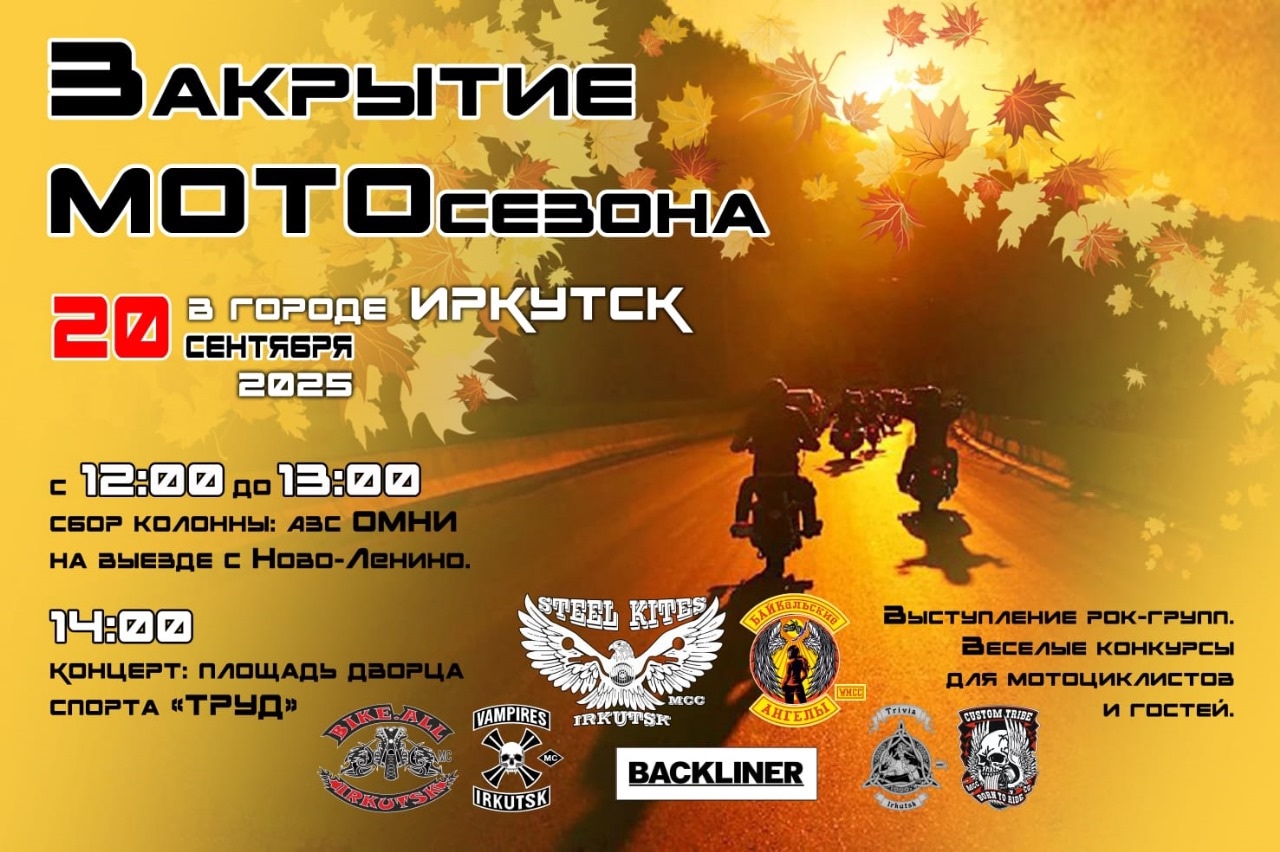 Закрытие
МОТОсезона
20 в городе ИРКУТСК
сентября
2025
с 12:00 до 13:00
сбор колонны: азс ОМНИ
на выезде с Ново-Ленино.
14:00
Концерт: площадь дворца
спорта «ТРУД»
Выступление рок-групп.
Веселые конкурсы
для мотоциклистов
и гостей.
STEEL KITES
MCC
IRKUTSK
БАЙКальские
WMCC
АНГЕЛЫ
BIKE.ALL
MC
IRKUTSK
VAMPIRES
MC
IRKUTSK
BACKLINER
Trivia
Irkutsk
CUSTOM TRIBE
MCC
BORN TO RIDE